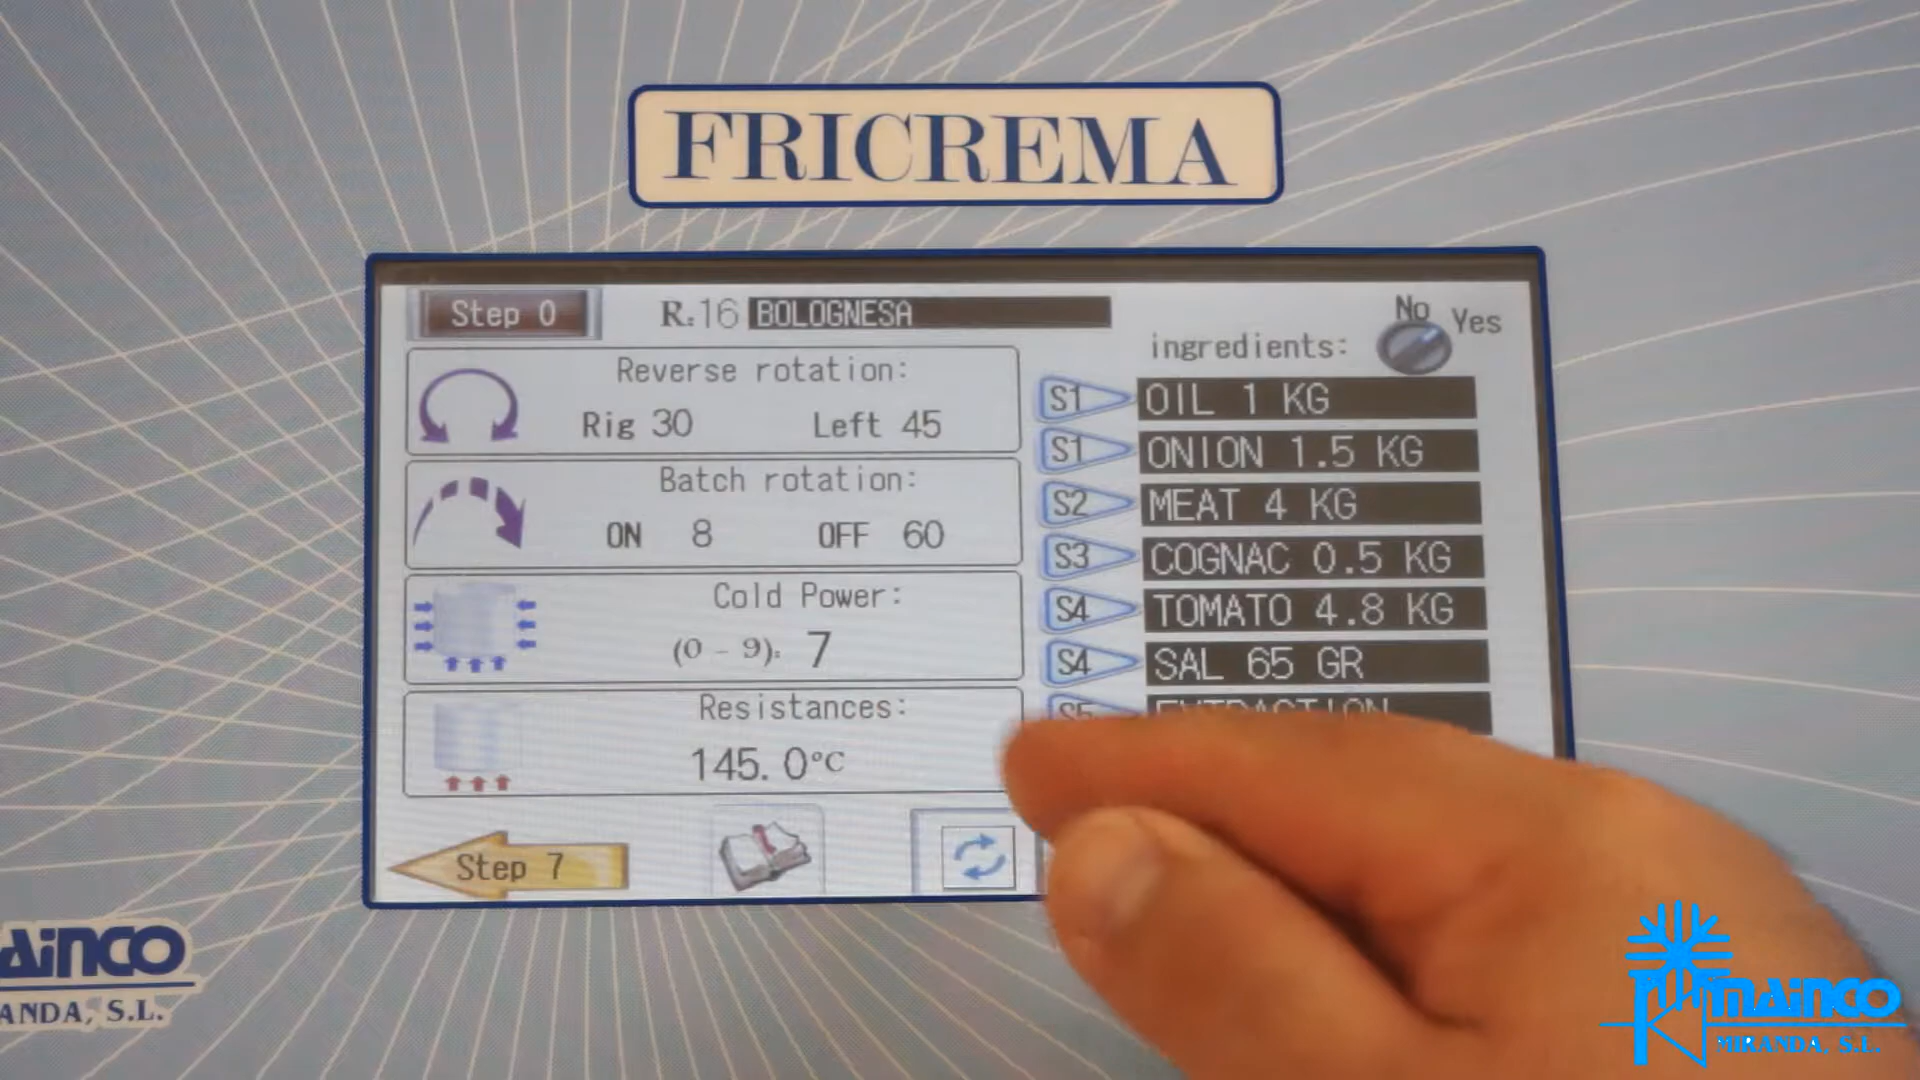 FRICREMA
Step 0
R:16 BOLOGNESA
No
Yes
ingredients:
Reverse rotation:
Rig 30 Left 45
Batch rotation:
ON 8 OFF 60
Cold Power:
(0 - 9): 7
Resistances:
145.0°C
Step 7
S1 OIL 1 KG
S1 ONION 1.5 KG
S2 MEAT 4 KG
S3 COGNAC 0.5 KG
S4 TOMATO 4.8 KG
S4 SAL 65 GR
S5 EXTRACTION
AINCO
ANDA, S.L.
MAINCO
MIRANDA, S.L.